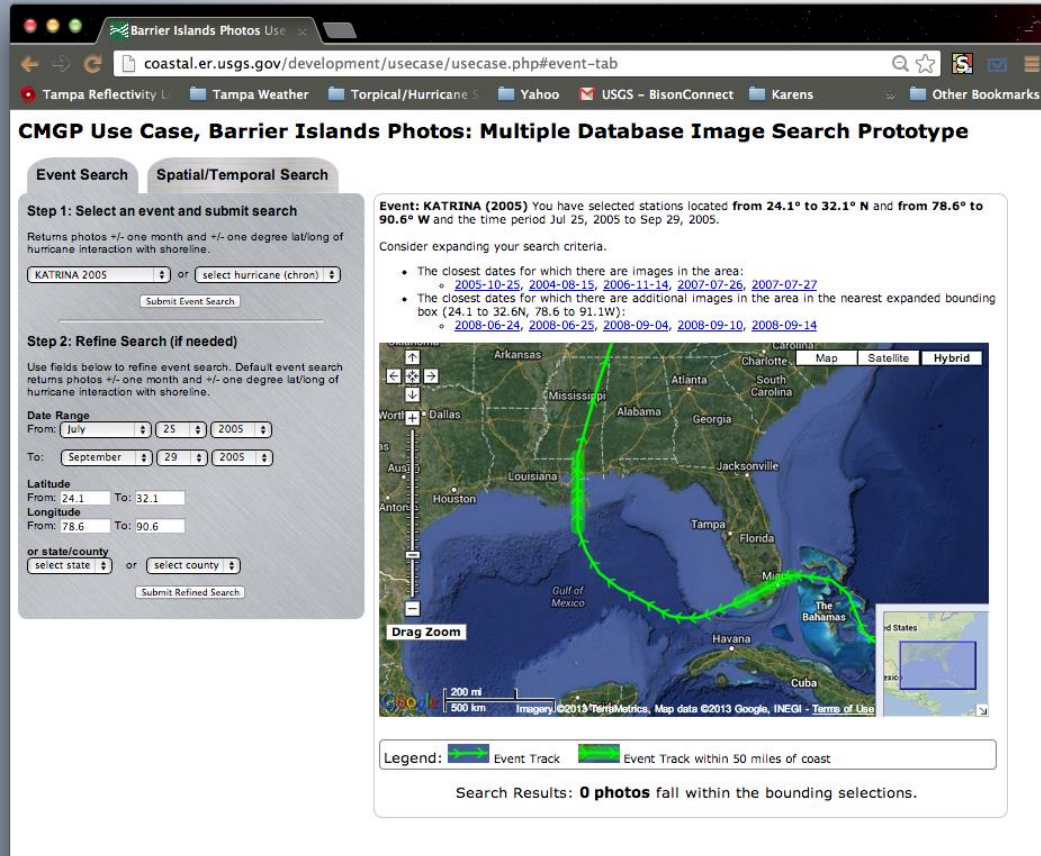 Barrier Islands Photos Use
coastal.er.usgs.gov/development/usecase/usecase.php#event-tab
Tampa Reflectivity L Tampa Weather Torpical/Hurricane S Yahoo USGS – BisonConnect Karens » Other Bookmarks
CMGP Use Case, Barrier Islands Photos: Multiple Database Image Search Prototype
Event Search Spatial/Temporal Search
Step 1: Select an event and submit search
Returns photos +/- one month and +/- one degree lat/long of
hurricane interaction with shoreline.
KATRINA 2005 or select hurricane (chron)
Submit Event Search
Step 2: Refine Search (if needed)
Use fields below to refine event search. Default event search
returns photos +/- one month and +/- one degree lat/long of
hurricane interaction with shoreline.
Date Range
From: July 25 2005
To: September 29 2005
Latitude
From: 24.1 To: 32.1
Longitude
From: 78.6 To: 90.6
or state/county
select state or select county
Submit Refined Search
Event: KATRINA (2005) You have selected stations located from 24.1° to 32.1° N and from 78.6° to
90.6° W and the time period Jul 25, 2005 to Sep 29, 2005.
Consider expanding your search criteria.
• The closest dates for which there are images in the area:
◦ 2005-10-25, 2004-08-15, 2006-11-14, 2007-07-26, 2007-07-27
• The closest dates for which there are additional images in the area in the nearest expanded bounding
box (24.1 to 32.6N, 78.6 to 91.1W):
◦ 2008-06-24, 2008-06-25, 2008-09-04, 2008-09-10, 2008-09-14
Oklahoma
Carolina
Arkansas
Charlotte
Map Satellite Hybrid
Atlanta
South
Carolina
Mississippi
Worth Dallas
Alabama
Georgia
as
Austin
Louisiana
Jacksonville
Houston
Antoni
Tampa
Florida
Gulf of
Mexico
Miami
The
Bahamas
Drag Zoom
Havana
ed States
Mexico
Cuba
200 mi
500 km
Google
Imagery ©2013 TerraMetrics, Map data ©2013 Google, INEGI - Terms of Use
Legend: Event Track Event Track within 50 miles of coast
Search Results: 0 photos fall within the bounding selections.